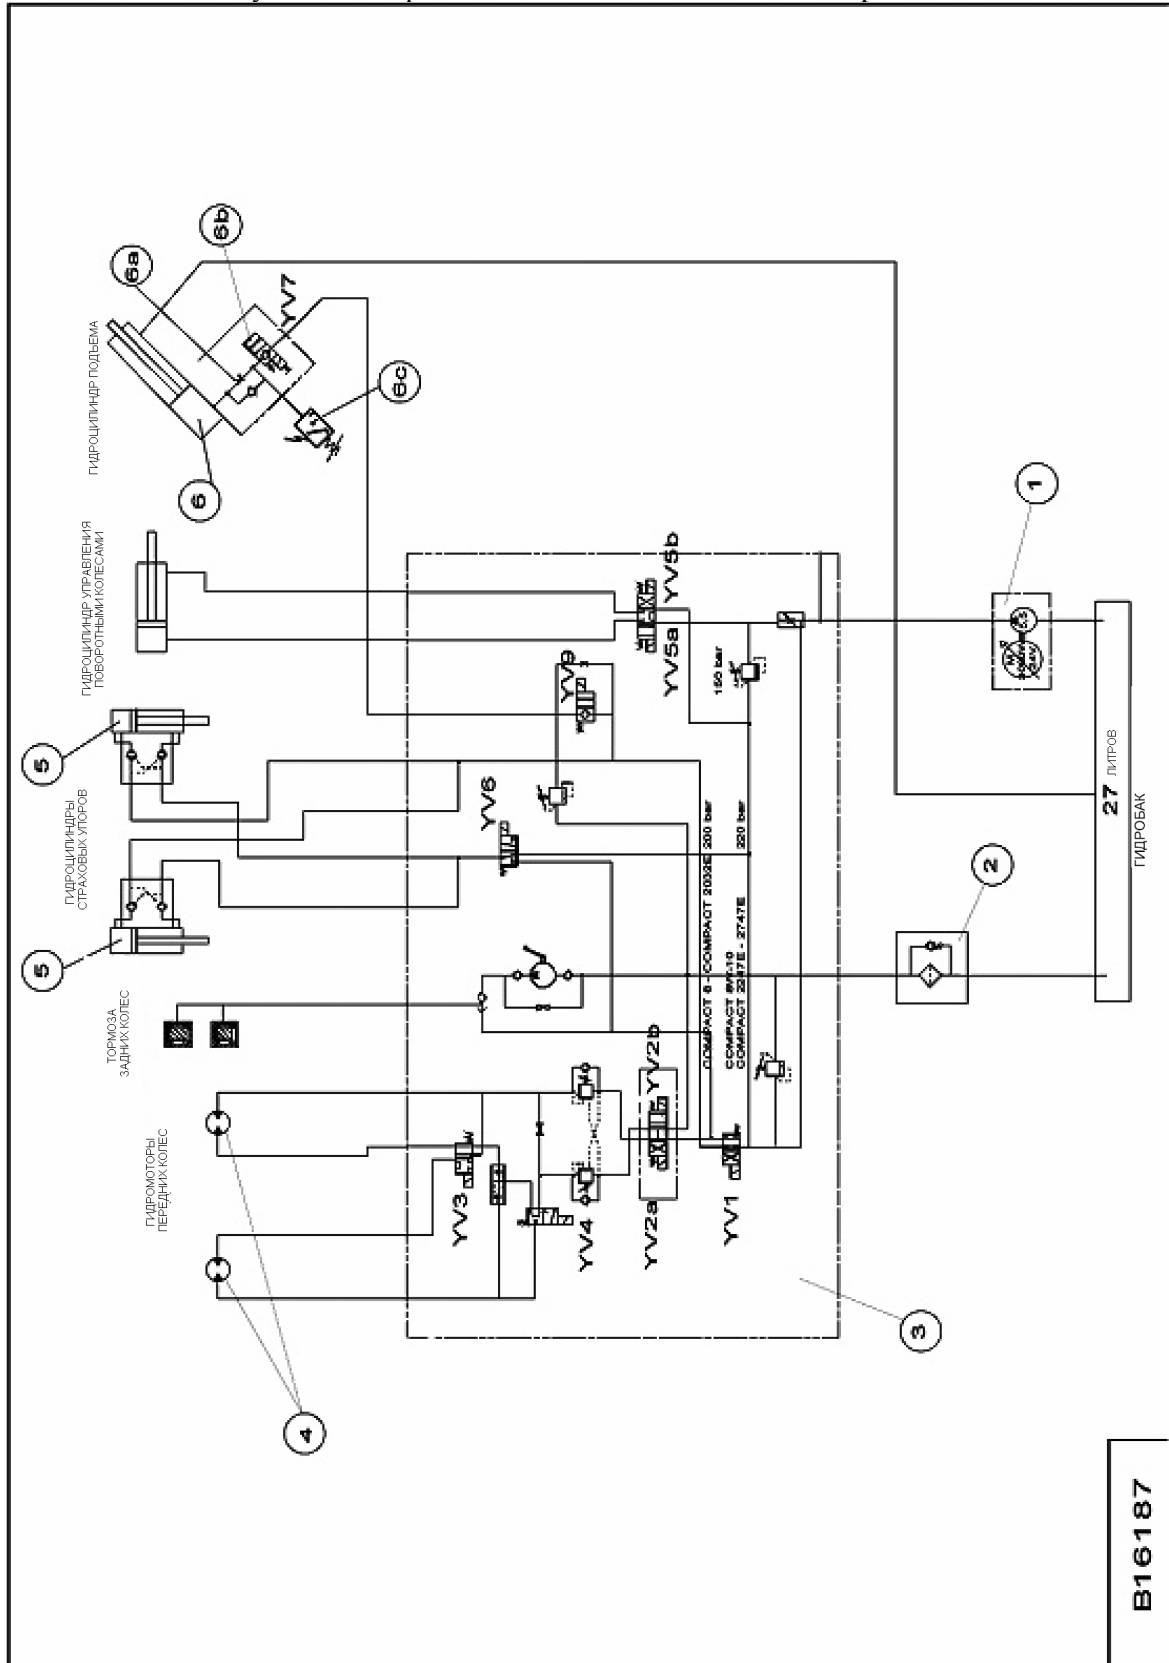 ГИДРОЦИЛИНДР ПОДЪЕМА
6a
6b
YV7
6c
6
ГИДРОЦИЛИНДР УПРАВЛЕНИЯ
ПОВОРОТНЫМИ КОЛЕСАМИ
YV5b
YV5a
1
150 bar
YV9
5
ГИДРОЦИЛИНДРЫ
СТРАХОВЫХ УПОРОВ
YV6
5
COMPACT 8 - COMPACT 2032E 200 bar
COMPACT 8W,10
COMPACT 2247E - 2747E 220 bar
27 ЛИТРОВ
ГИДРОБАК
2
ТОРМОЗА
ЗАДНИХ КОЛЕС
ГИДРОМОТОРЫ
ПЕРЕДНИХ КОЛЕС
YV2b
YV3
YV4
YV2a
YV1
3
4
B16187